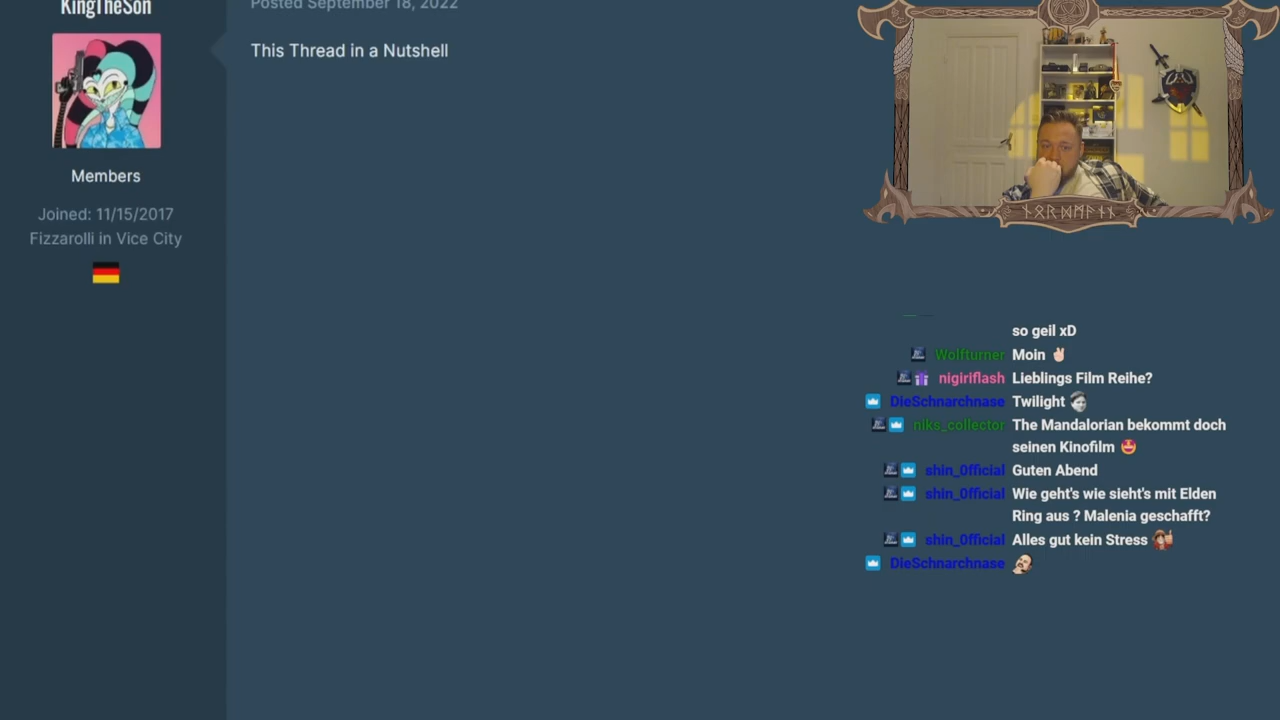 KingTheSon
Posted September 18, 2022
This Thread in a Nutshell
Members
Joined: 11/15/2017
Fizzarolli in Vice City
ᚾᛟᚱᛞᛗᚨᚾᚾ
so geil xD
Wolfturner Moin
nigiriflash Lieblings Film Reihe?
DieSchnarchnase Twilight
niks_collector The Mandalorian bekommt doch
seinen Kinofilm
shin_0fficial Guten Abend
shin_0fficial Wie geht's wie sieht's mit Elden
Ring aus ? Malenia geschafft?
shin_0fficial Alles gut kein Stress
DieSchnarchnase